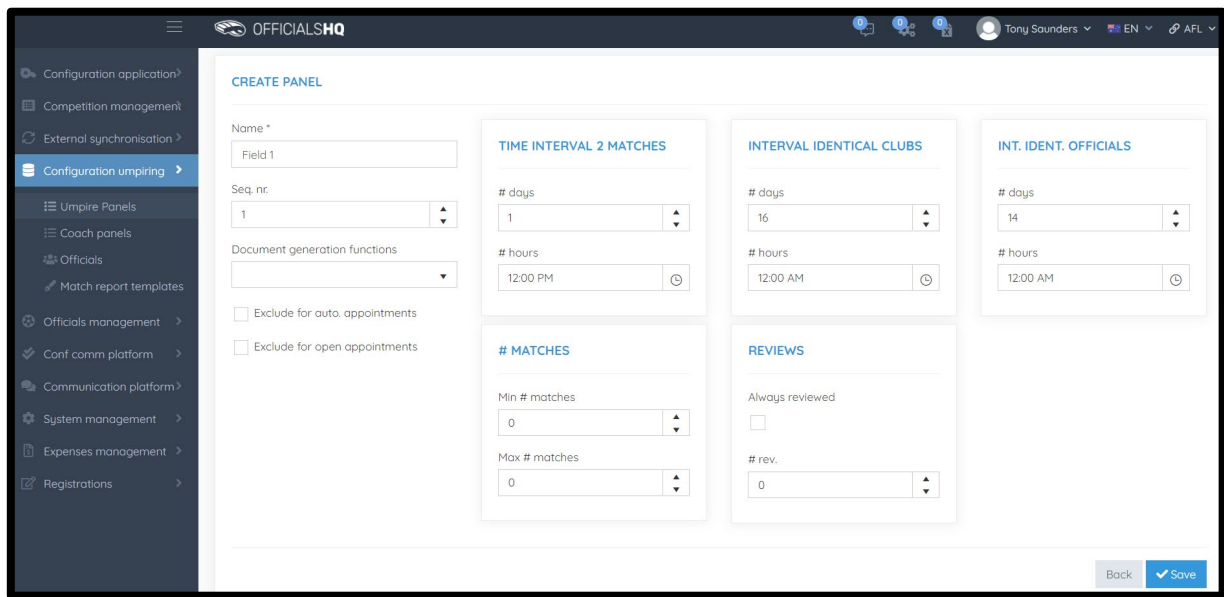 OFFICIALSHQ
0
0
0
Tony Saunders
EN
AFL
Configuration application
Competition management
External synchronisation
Configuration umpiring
Umpire Panels
Coach panels
Officials
Match report templates
Officials management
Conf comm platform
Communication platform
System management
Expenses management
Registrations
CREATE PANEL
Name *
Field 1
Seq. nr.
1
Document generation functions
Exclude for auto. appointments
Exclude for open appointments
TIME INTERVAL 2 MATCHES
# days
1
# hours
12:00 PM
INTERVAL IDENTICAL CLUBS
# days
16
# hours
12:00 AM
INT. IDENT. OFFICIALS
# days
14
# hours
12:00 AM
# MATCHES
Min # matches
0
Max # matches
0
REVIEWS
Always reviewed
# rev.
0
Back
Save